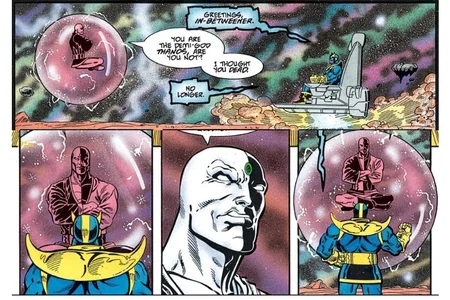 GREETINGS,
IN-BETWEENER.
YOU ARE
THE DEMI-GOD
THANOS, ARE
YOU NOT?
I THOUGHT
YOU DEAD.
NO
LONGER.